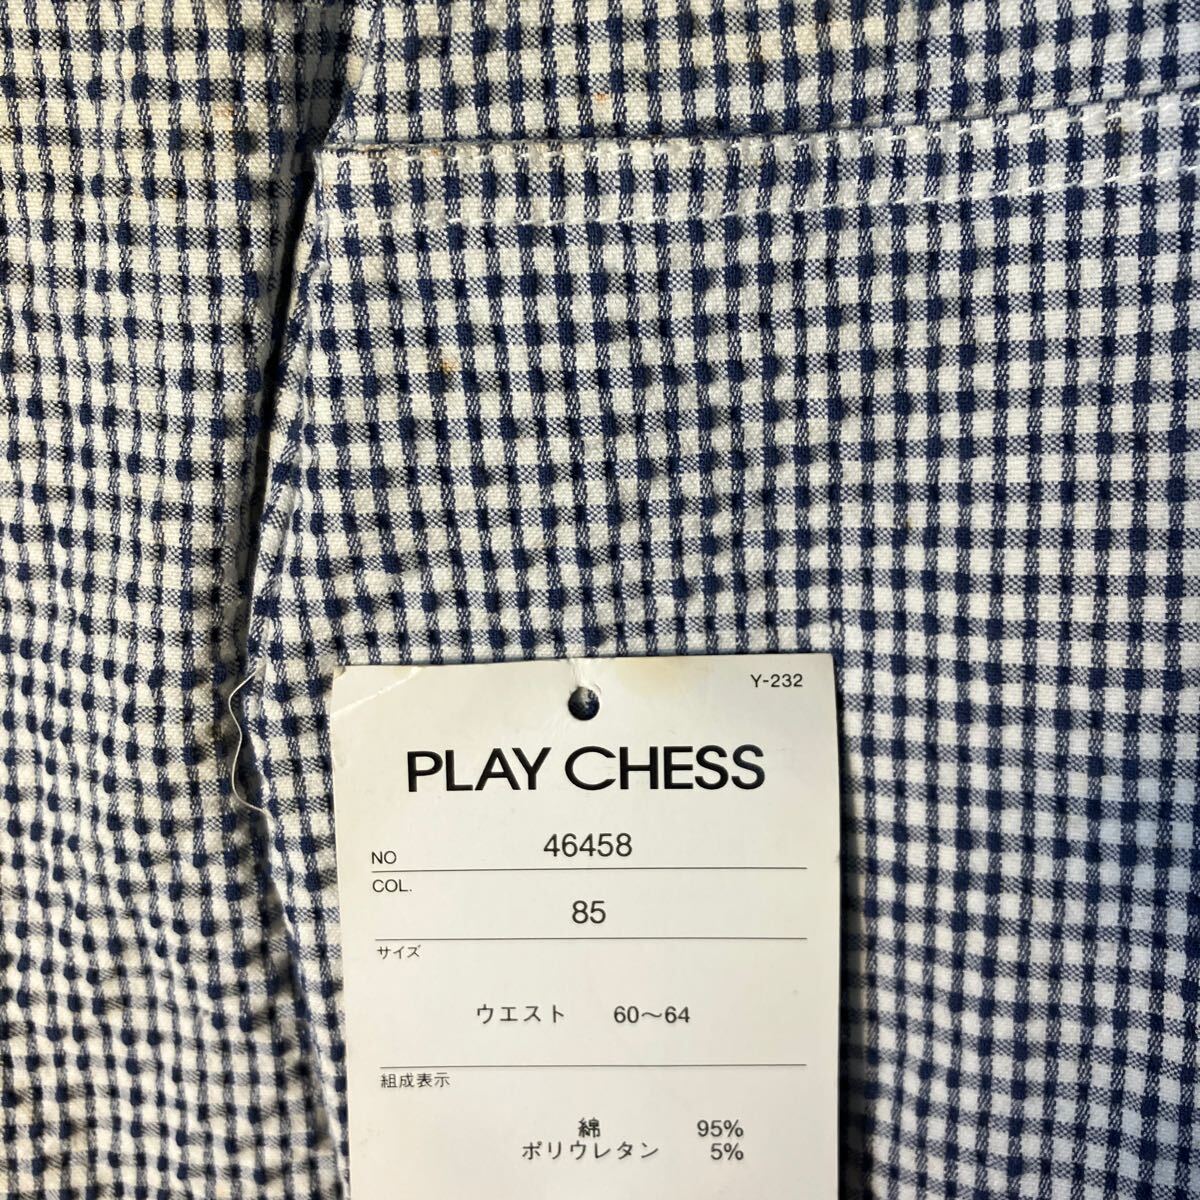 Y-232
PLAY CHESS
NO 46458
COL.
85
サイズ
ウエスト 60〜64
組成表示
綿 95%
ポリウレタン 5%